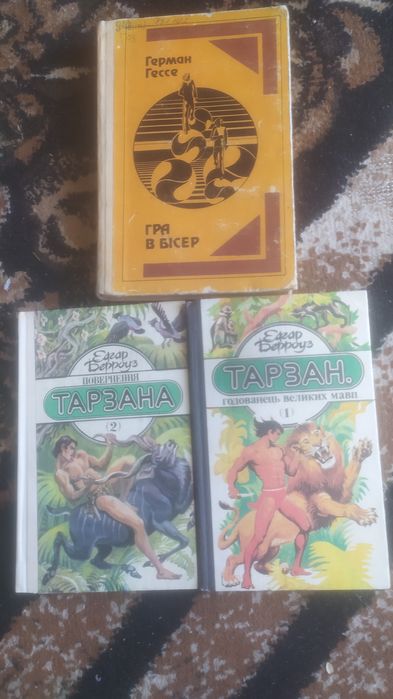 Герман
Гессе
ГРА
В БІСЕР
Едгар
Берроуз
ПОВЕРНЕННЯ
ТАРЗАНА
(2)
Едгар
Берроуз
ТАРЗАН.
ГОДОВАНЕЦЬ ВЕЛИКИХ МАВП
(1)